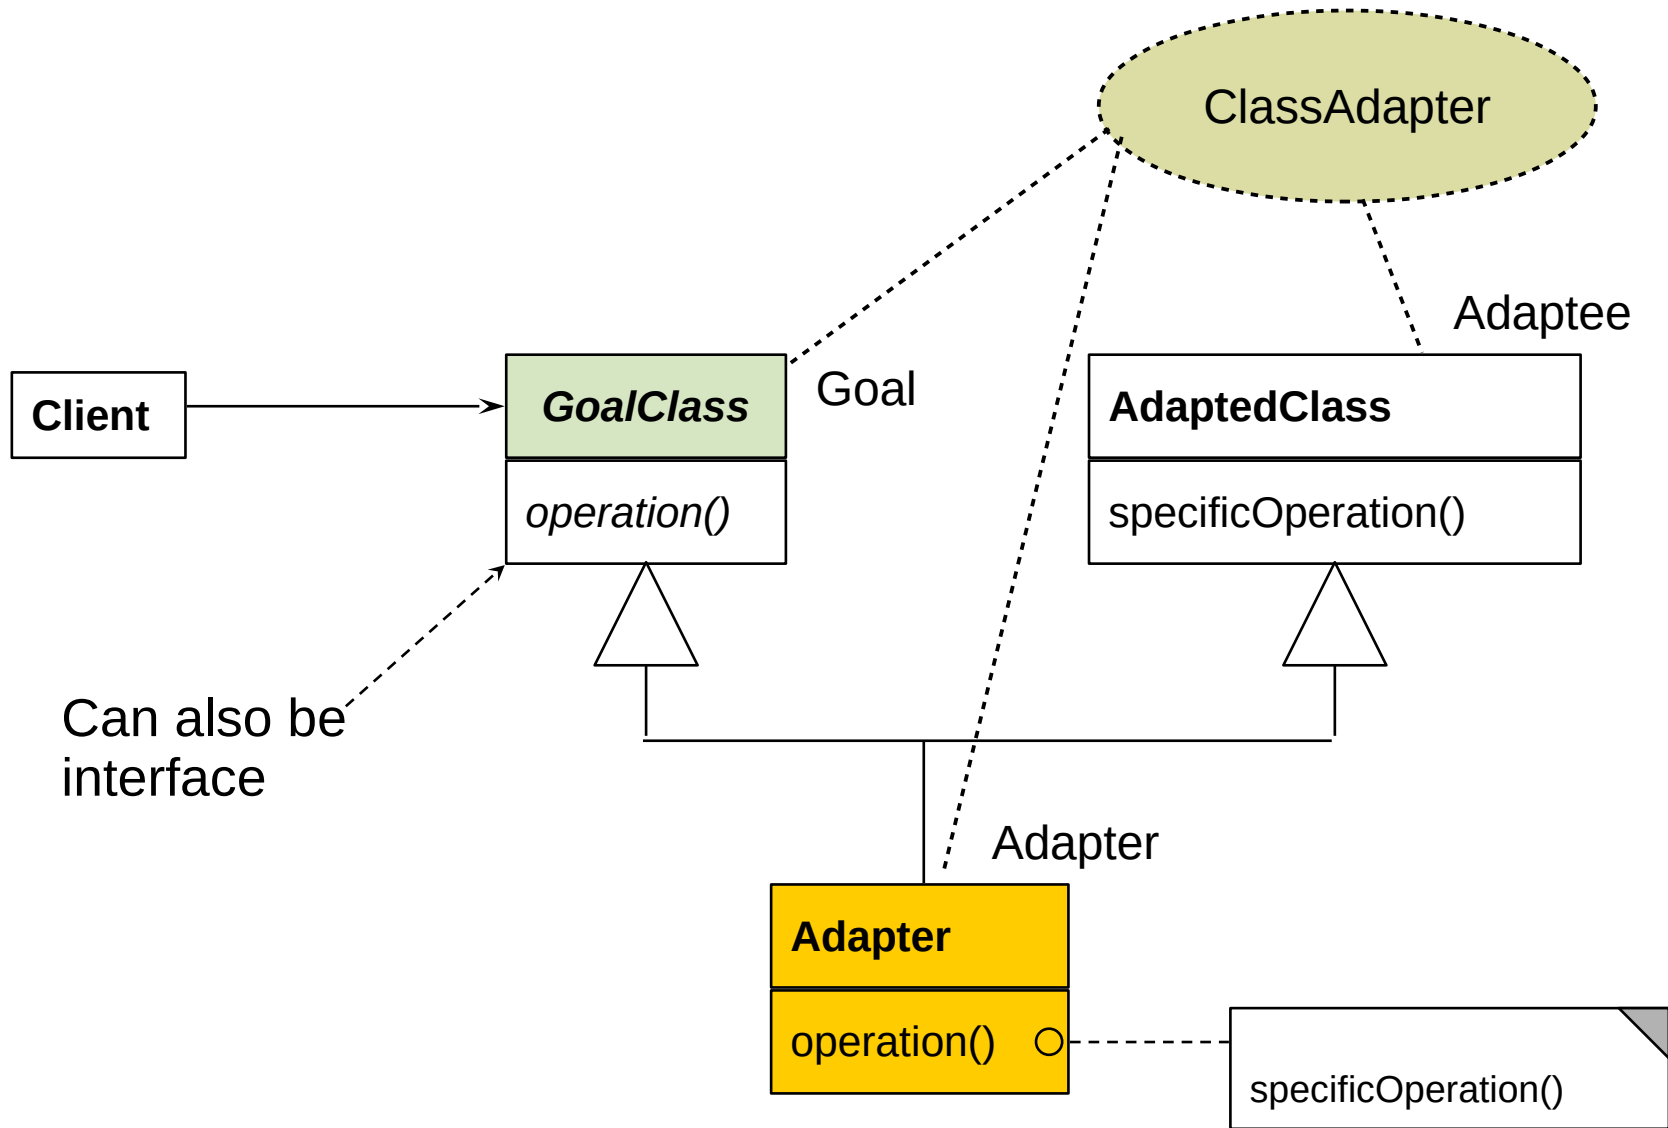 ClassAdapter
Adaptee
Client
GoalClass
Goal
AdaptedClass
operation()
specificOperation()
Can also be
interface
Adapter
Adapter
operation()
specificOperation()